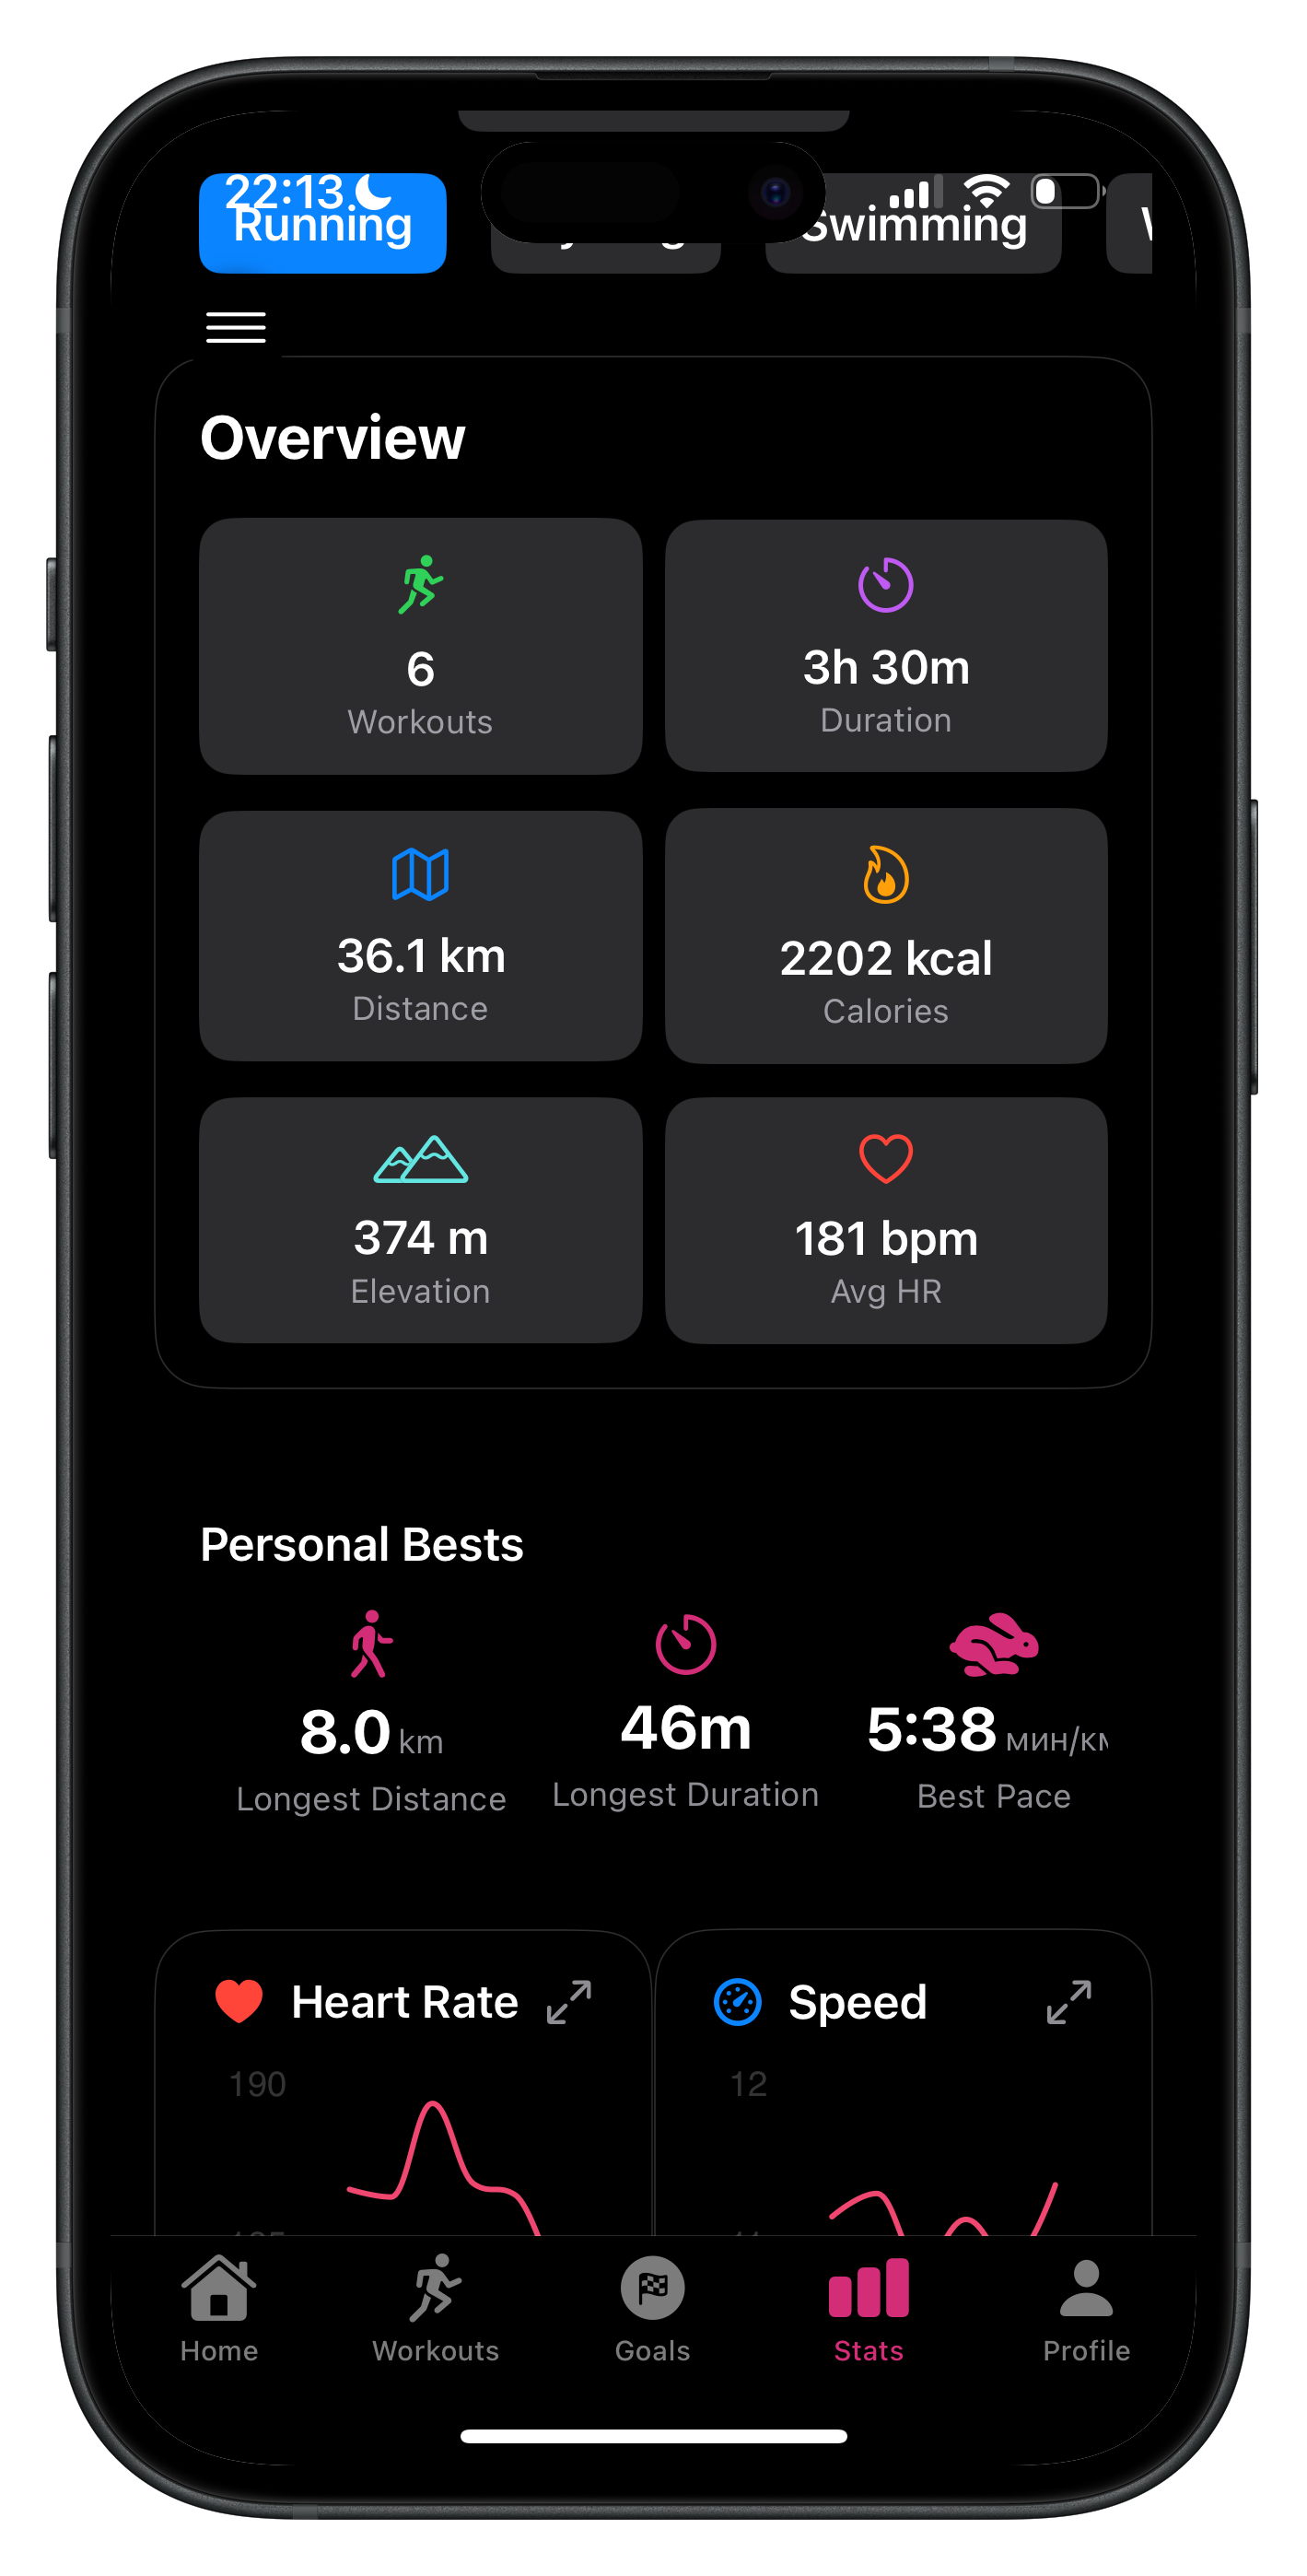 22:13
Running
Swimming
Overview
6
Workouts
3h 30m
Duration
36.1 km
Distance
2202 kcal
Calories
374 m
Elevation
181 bpm
Avg HR
Personal Bests
8.0 km
Longest Distance
46m
Longest Duration
5:38 мин/км
Best Pace
Heart Rate
190
Speed
12
Home
Workouts
Goals
Stats
Profile